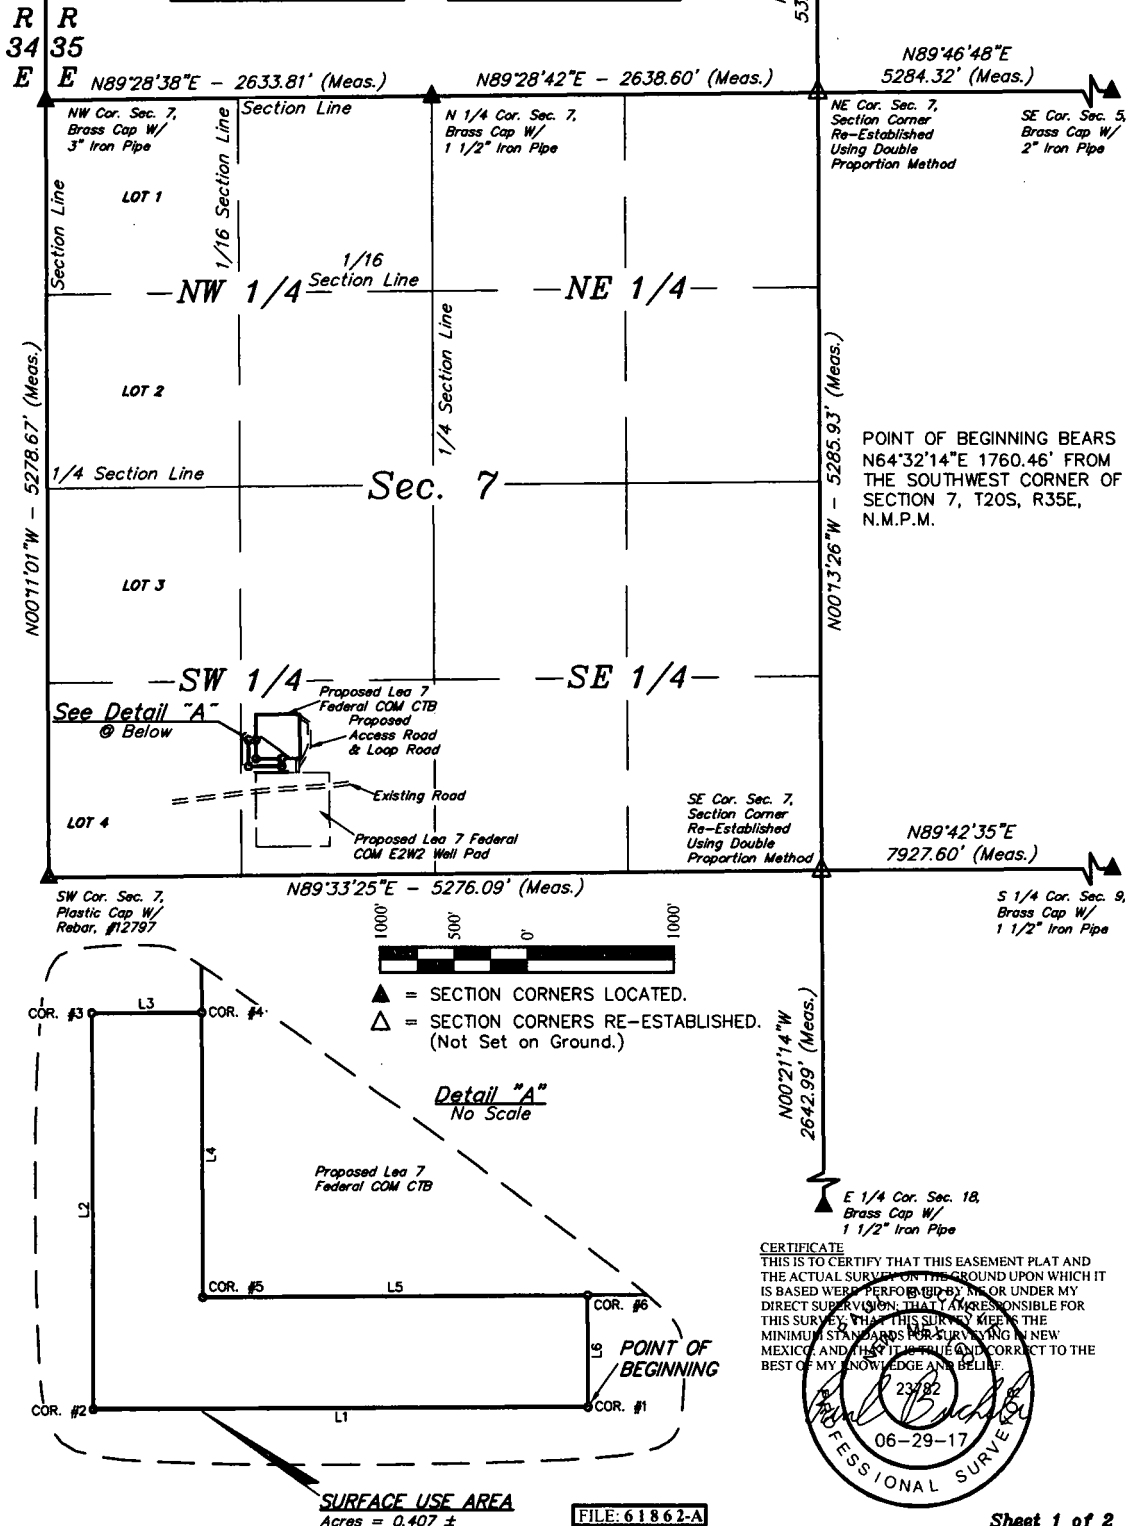 R R
34 35
E E
N89°28'38"E - 2633.81' (Meas.)
N89°28'42"E - 2638.60' (Meas.)
N89°46'48"E
5284.32' (Meas.)
53
NW Cor. Sec. 7,
Brass Cap W/
3" Iron Pipe
Section Line
N 1/4 Cor. Sec. 7,
Brass Cap W/
1 1/2" Iron Pipe
NE Cor. Sec. 7,
Section Corner
Re-Established
Using Double
Proportion Method
SE Cor. Sec. 5,
Brass Cap W/
2" Iron Pipe
Section Line
LOT 1
1/16 Section Line
1/16
Section Line
NW 1/4
NE 1/4
1/4 Section Line
LOT 2
N00°11'01"W - 5278.67' (Meas.)
N00°13'26"W - 5285.93' (Meas.)
POINT OF BEGINNING BEARS
N64°32'14"E 1760.46' FROM
THE SOUTHWEST CORNER OF
SECTION 7, T20S, R35E,
N.M.P.M.
1/4 Section Line
Sec. 7
LOT 3
SW 1/4
SE 1/4
See Detail "A"
@ Below
Proposed Lea 7
Federal COM CTB
Proposed
Access Road
& Loop Road
Existing Road
LOT 4
Proposed Lea 7 Federal
COM E2W2 Well Pad
SE Cor. Sec. 7,
Section Corner
Re-Established
Using Double
Proportion Method
N89°42'35"E
7927.60' (Meas.)
N89°33'25"E - 5276.09' (Meas.)
SW Cor. Sec. 7,
Plastic Cap W/
Rebar, #12797
S 1/4 Cor. Sec. 9,
Brass Cap W/
1 1/2" Iron Pipe
1000'
500'
0'
1000'
▲ = SECTION CORNERS LOCATED.
△ = SECTION CORNERS RE-ESTABLISHED.
(Not Set on Ground.)
N00°21'14"W
2642.99' (Meas.)
COR. #3
L3
COR. #4
Detail "A"
No Scale
L4
L2
Proposed Lea 7
Federal COM CTB
E 1/4 Cor. Sec. 18,
Brass Cap W/
1 1/2" Iron Pipe
COR. #5
L5
COR. #6
L6
POINT OF
BEGINNING
COR. #2
L1
COR. #1
CERTIFICATE
THIS IS TO CERTIFY THAT THIS EASEMENT PLAT AND
THE ACTUAL SURVEY ON THE GROUND UPON WHICH IT
IS BASED WERE PERFORMED BY ME OR UNDER MY
DIRECT SUPERVISION; THAT I AM RESPONSIBLE FOR
THIS SURVEY; THAT THIS SURVEY MEETS THE
MINIMUM STANDARDS FOR SURVEYING IN NEW
MEXICO; AND THAT IT IS TRUE AND CORRECT TO THE
BEST OF MY KNOWLEDGE AND BELIEF.
PAUL BUCHELE
NEW MEXICO
23782
06-29-17
PROFESSIONAL SURVEYOR
SURFACE USE AREA
Acres = 0.407 ±
FILE: 61862-A
Sheet 1 of 2